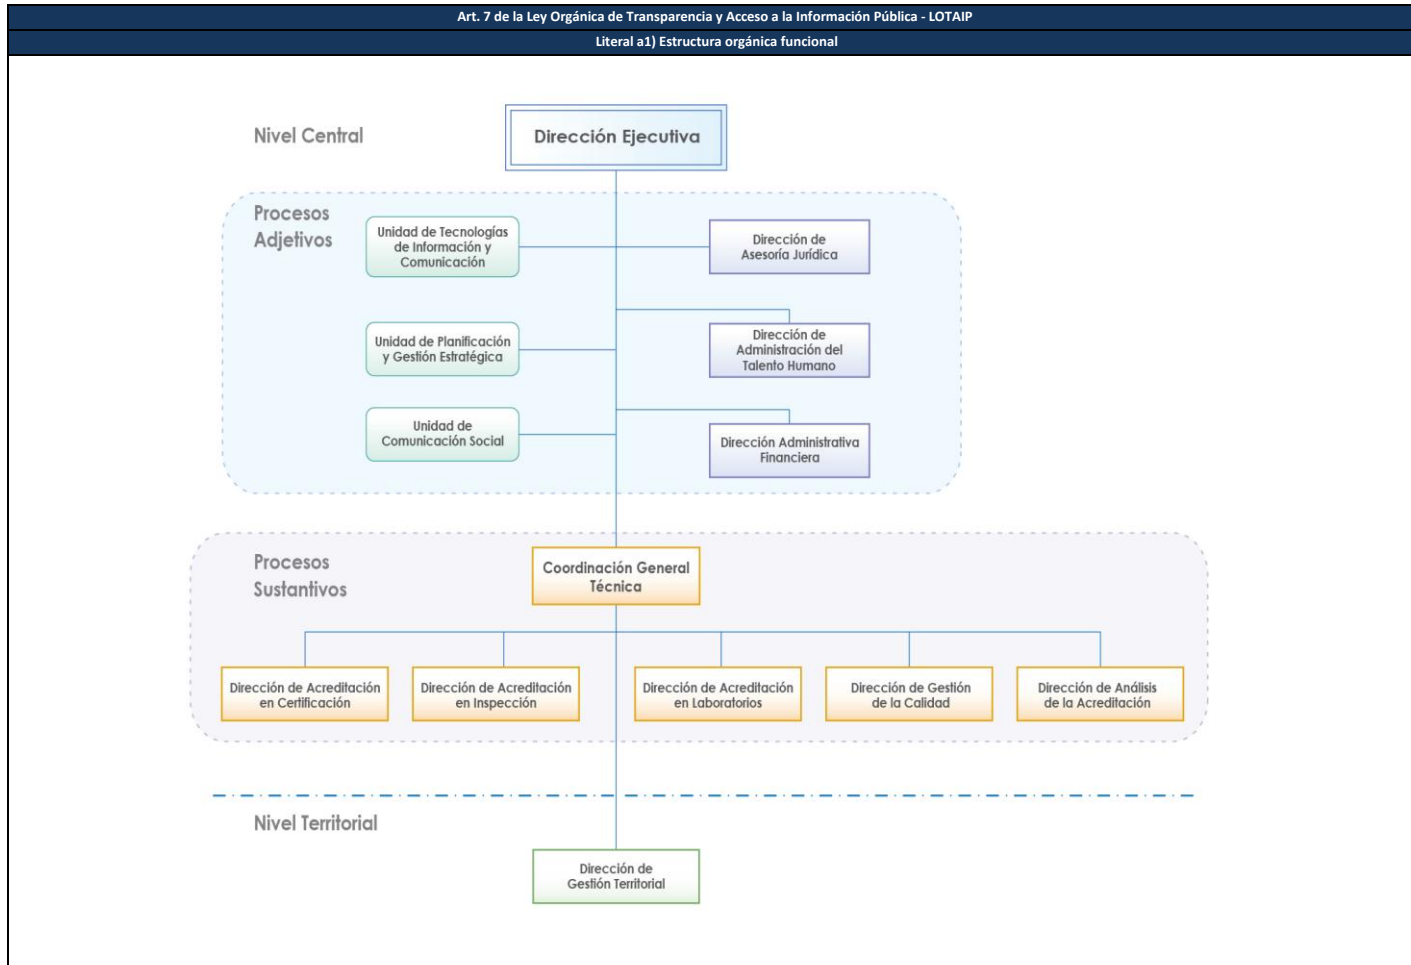 Art. 7 de la Ley Orgánica de Transparencia y Acceso a la Información Pública - LOTAIP
Literal a1) Estructura orgánica funcional
Nivel Central
Dirección Ejecutiva
Procesos
Adjetivos
Unidad de Tecnologías
de Información y
Comunicación
Dirección de
Asesoría Jurídica
Unidad de Planificación
y Gestión Estratégica
Dirección de
Administración del
Talento Humano
Unidad de
Comunicación Social
Dirección Administrativa
Financiera
Procesos
Sustantivos
Coordinación General
Técnica
Dirección de Acreditación
en Certificación
Dirección de Acreditación
en Inspección
Dirección de Acreditación
en Laboratorios
Dirección de Gestión
de la Calidad
Dirección de Análisis
de la Acreditación
Nivel Territorial
Dirección de
Gestión Territorial